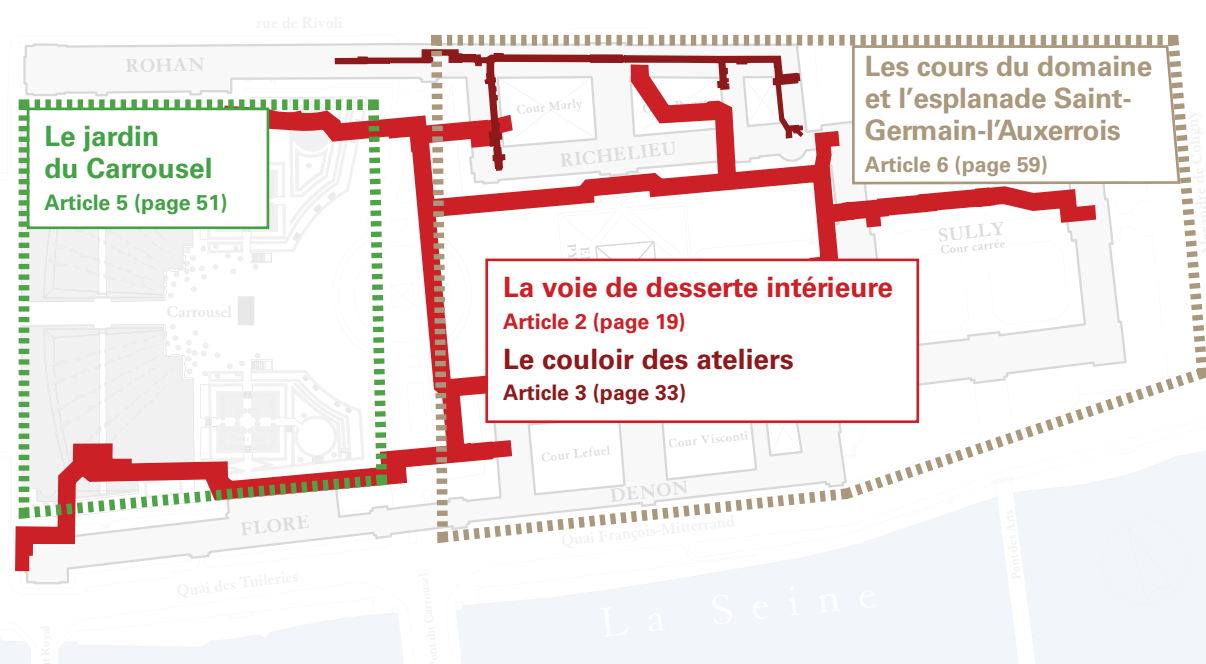 rue de Rivoli
ROHAN
Le jardin
du Carrousel
Article 5 (page 51)
Les cours du domaine
et l'esplanade Saint-
Germain-l'Auxerrois
Article 6 (page 59)
Cour Marly
RICHELIEU
SULLY
Cour carrée
Carrousel
La voie de desserte intérieure
Article 2 (page 19)
Le couloir des ateliers
Article 3 (page 33)
Cour Lefuel
Cour Visconti
DENON
FLORE
Quai François-Mitterrand
Quai des Tuileries
Pont du Carrousel
Pont des Arts
La Seine